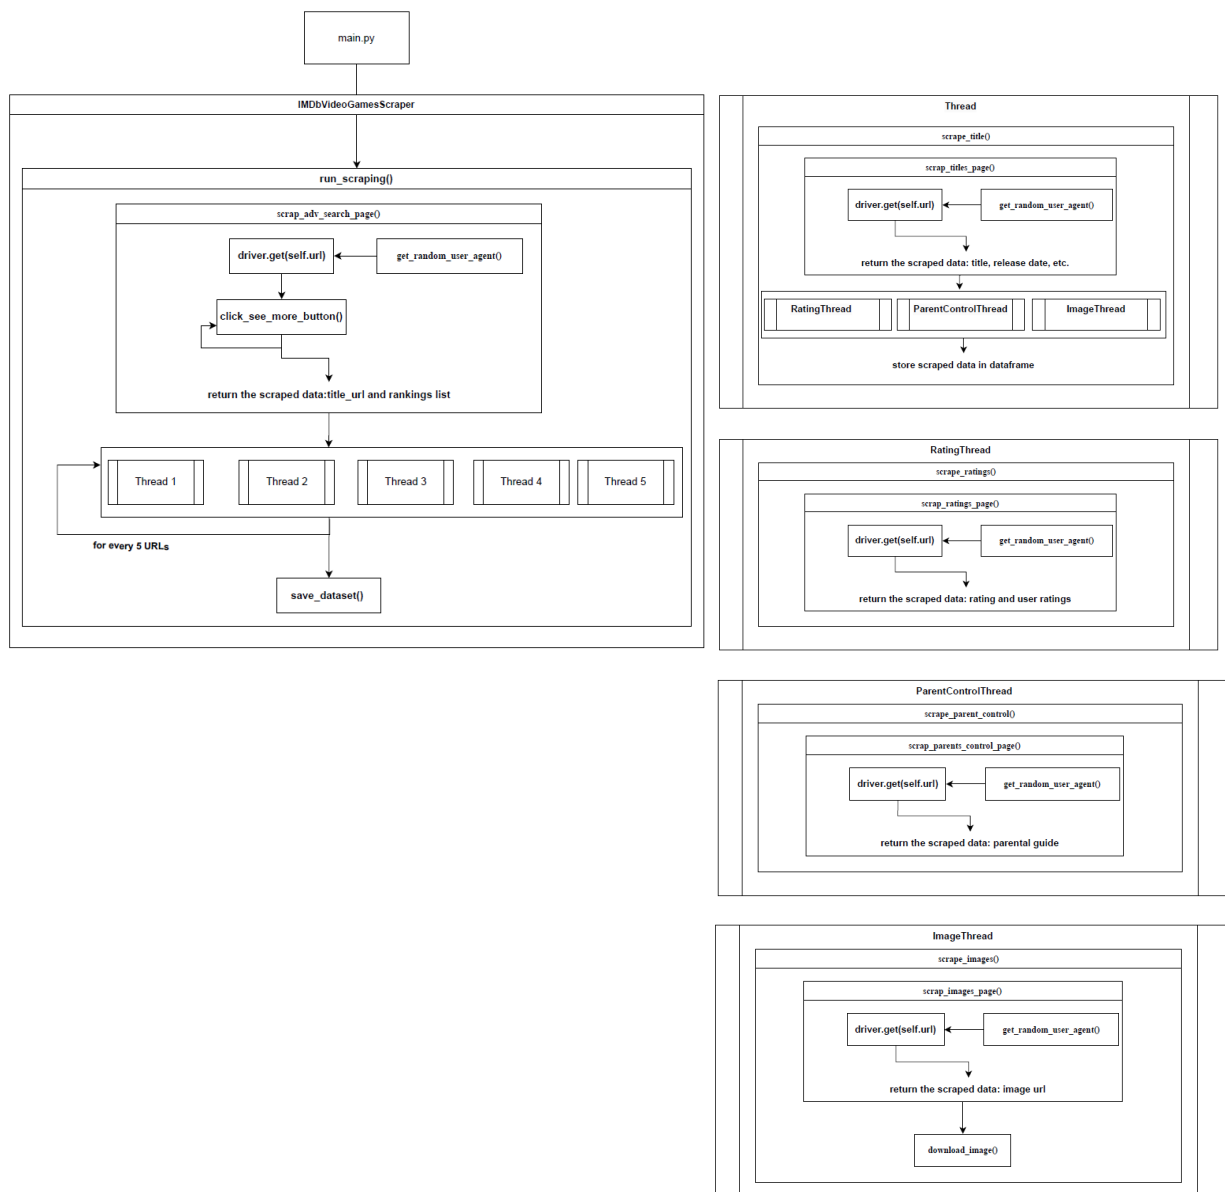 main.py
IMDbVideoGamesScraper
run_scraping()
scrap_adv_search_page()
driver.get(self.url)
get_random_user_agent()
click_see_more_button()
return the scraped data:title_url and rankings list
Thread 1
Thread 2
Thread 3
Thread 4
Thread 5
for every 5 URLs
save_dataset()
Thread
scrape_title()
scrap_titles_page()
driver.get(self.url)
get_random_user_agent()
return the scraped data: title, release date, etc.
RatingThread
ParentControlThread
ImageThread
store scraped data in dataframe
RatingThread
scrape_ratings()
scrap_ratings_page()
driver.get(self.url)
get_random_user_agent()
return the scraped data: rating and user ratings
ParentControlThread
scrape_parent_control()
scrap_parents_control_page()
driver.get(self.url)
get_random_user_agent()
return the scraped data: parental guide
ImageThread
scrape_images()
scrap_images_page()
driver.get(self.url)
get_random_user_agent()
return the scraped data: image url
download_image()